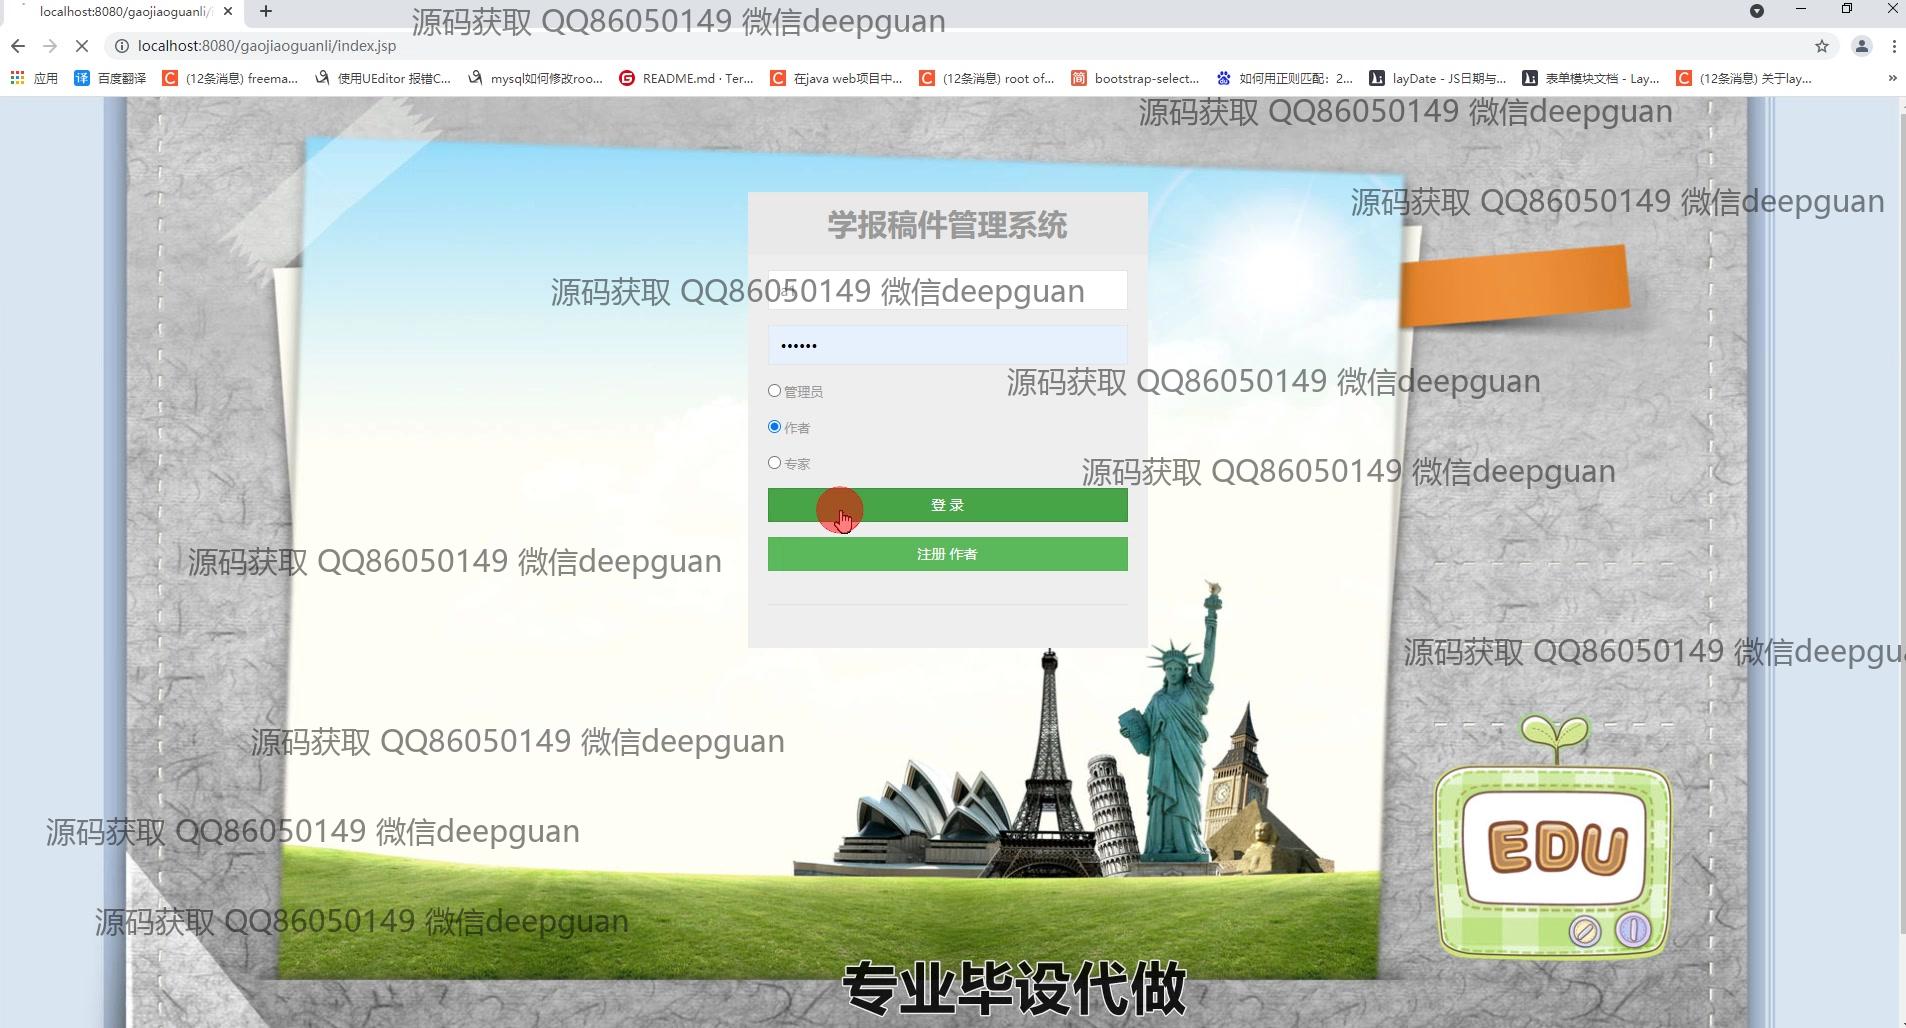 localhost:8080/gaojiaoguanli/i
源码获取 QQ86050149 微信deepguan
localhost:8080/gaojiaoguanli/index.jsp
应用 百度翻译 (12条消息) freema... 使用UEditor 报错C... mysql如何修改roo... README.md · Ter... 在java web项目中... (12条消息) root of... bootstrap-select... 如何用正则匹配：2... layDate - JS日期与... 表单模块文档 - Lay... (12条消息) 关于lay...
源码获取 QQ86050149 微信deepguan
源码获取 QQ86050149 微信deepguan
学报稿件管理系统
源码获取 QQ86050149 微信deepguan
••••••
源码获取 QQ86050149 微信deepguan
管理员
作者
专家
源码获取 QQ86050149 微信deepguan
登 录
注册 作者
源码获取 QQ86050149 微信deepguan
源码获取 QQ86050149 微信deepgu
源码获取 QQ86050149 微信deepguan
源码获取 QQ86050149 微信deepguan
EDU
源码获取 QQ86050149 微信deepguan
专业毕设代做